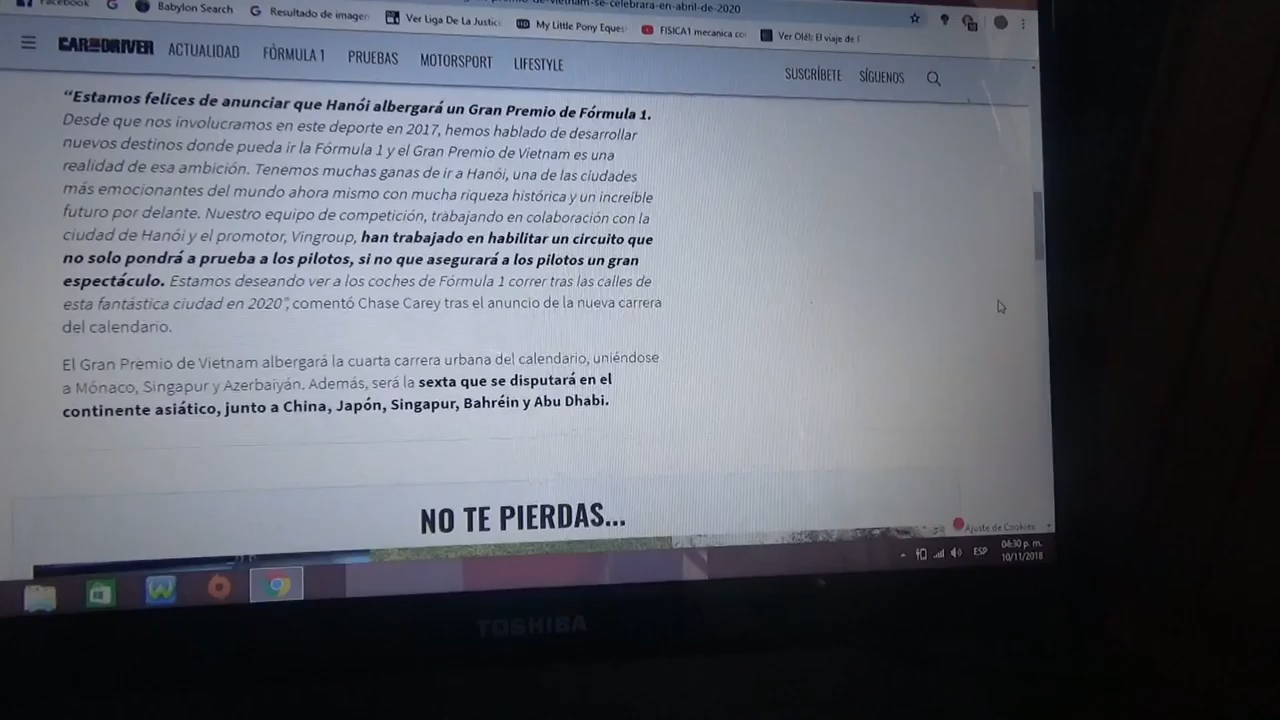 Facebook
Babylon Search
Resultado de imagen
Ver Liga De La Justic
My Little Pony Eques
FISICA1 mecanica co
Ver Olé!: El viaje de F
de-vietnam-se-celebrara-en-abril-de-2020
CAR AND DRIVER ACTUALIDAD FÓRMULA 1 PRUEBAS MOTORSPORT LIFESTYLE SUSCRÍBETE SÍGUENOS
“Estamos felices de anunciar que Hanói albergará un Gran Premio de Fórmula 1.
Desde que nos involucramos en este deporte en 2017, hemos hablado de desarrollar
nuevos destinos donde pueda ir la Fórmula 1 y el Gran Premio de Vietnam es una
realidad de esa ambición. Tenemos muchas ganas de ir a Hanói, una de las ciudades
más emocionantes del mundo ahora mismo con mucha riqueza histórica y un increíble
futuro por delante. Nuestro equipo de competición, trabajando en colaboración con la
ciudad de Hanói y el promotor, Vingroup, han trabajado en habilitar un circuito que
no solo pondrá a prueba a los pilotos, si no que asegurará a los pilotos un gran
espectáculo. Estamos deseando ver a los coches de Fórmula 1 correr tras las calles de
esta fantástica ciudad en 2020”, comentó Chase Carey tras el anuncio de la nueva carrera
del calendario.
El Gran Premio de Vietnam albergará la cuarta carrera urbana del calendario, uniéndose
a Mónaco, Singapur y Azerbaiyán. Además, será la sexta que se disputará en el
continente asiático, junto a China, Japón, Singapur, Bahréin y Abu Dhabi.
NO TE PIERDAS...
Ajuste de Cookies
ESP
04:30 p. m.
10/11/2018
TOSHIBA